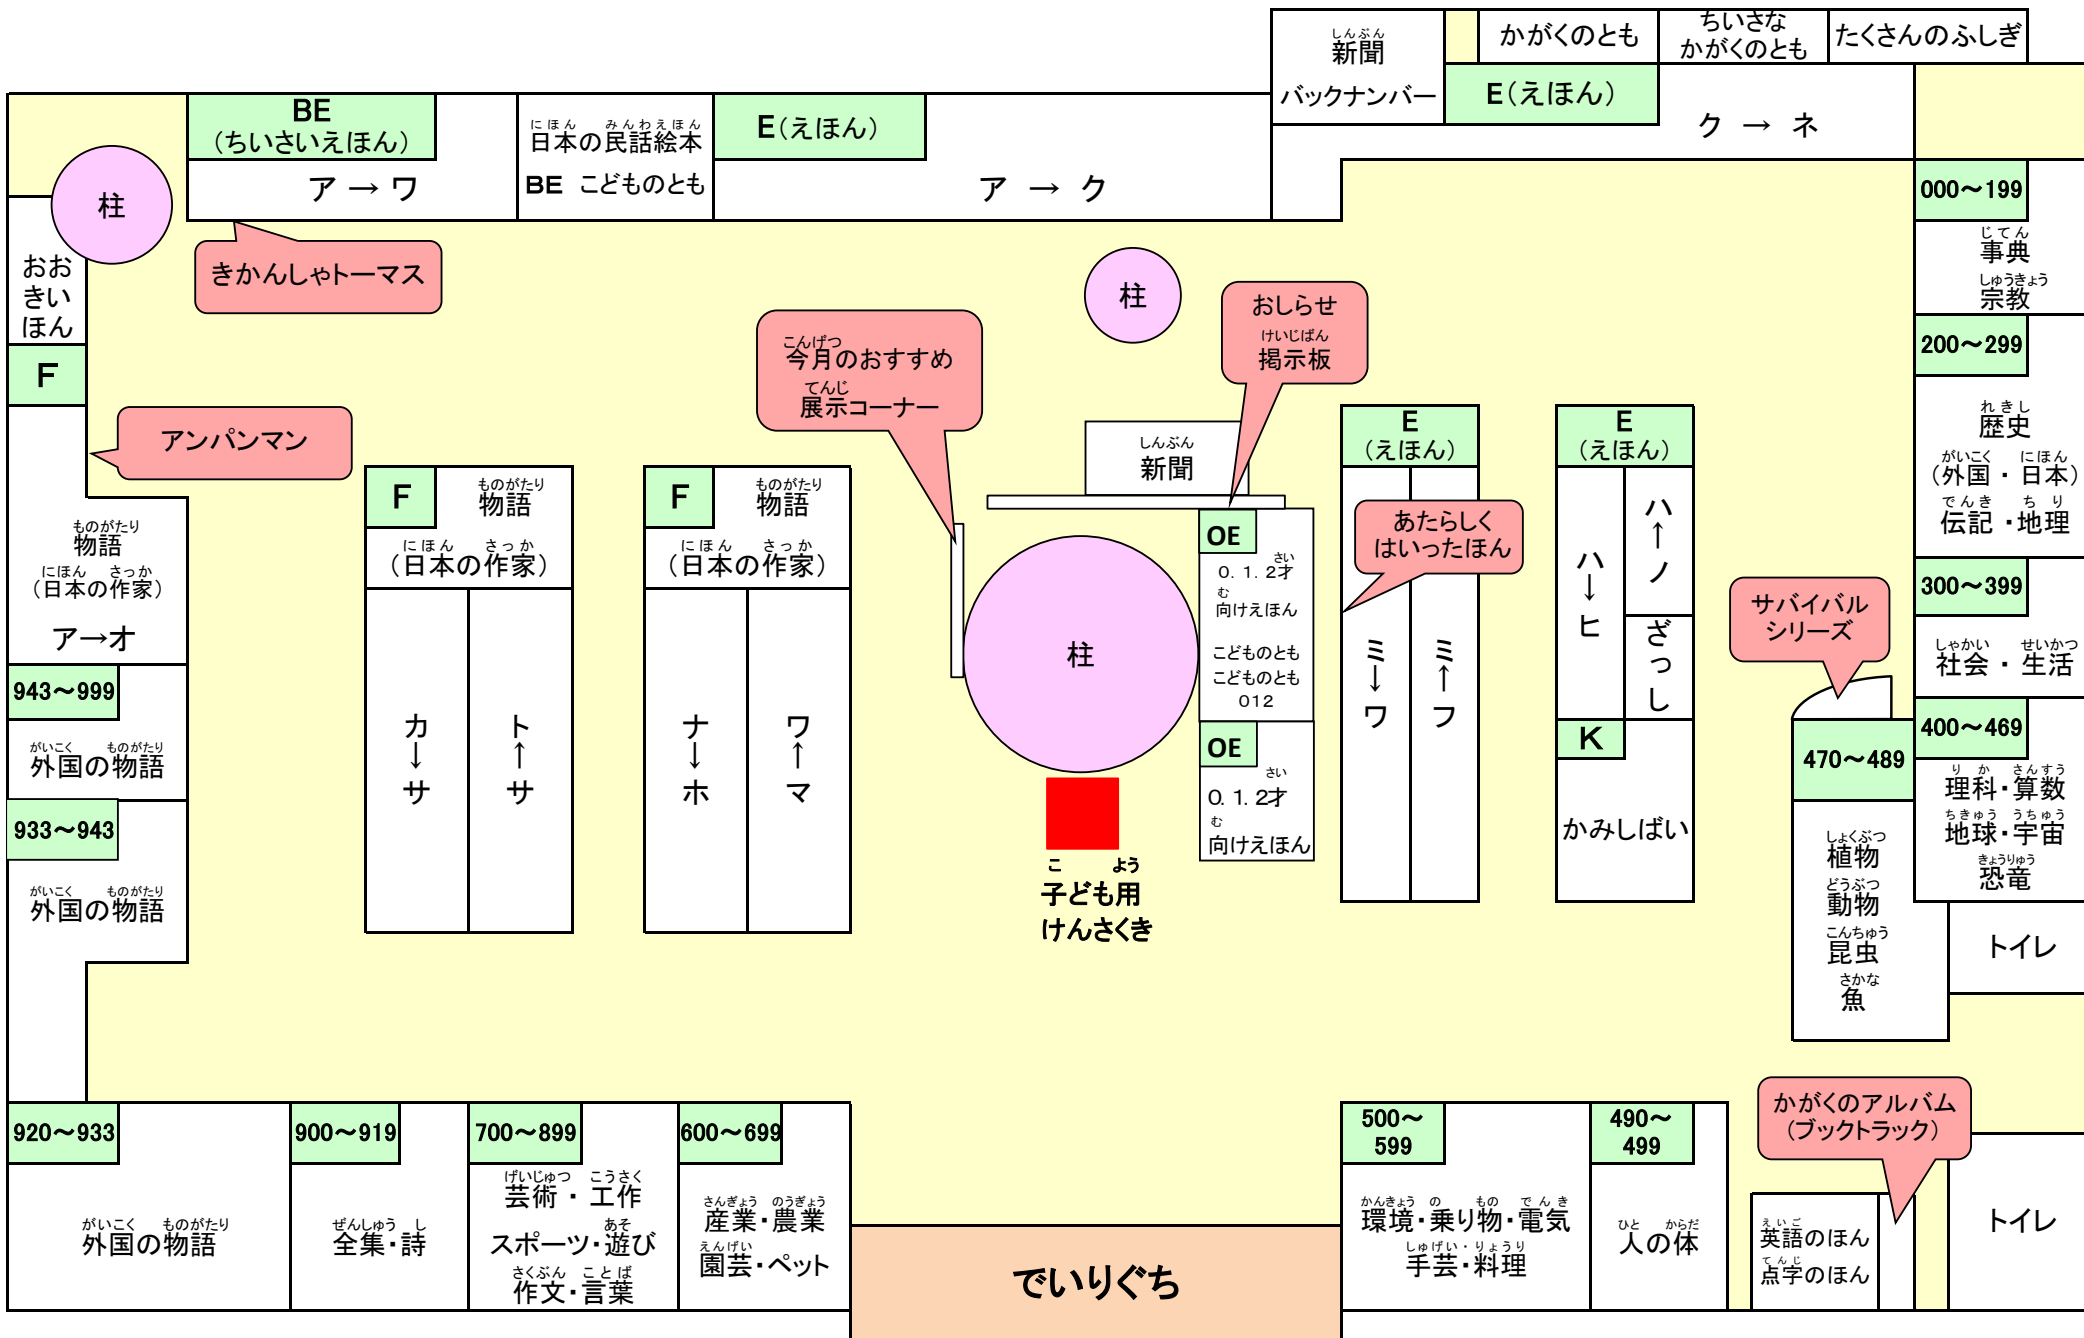 しんぶん
新聞
バックナンバー
かがくのとも
ちいさな
かがくのとも
たくさんのふしぎ
E(えほん)
ク → ネ
BE
(ちいさいえほん)
ア → ワ
にほん みんわえほん
日本の民話絵本
BE こどものとも
E(えほん)
ア → ク
柱
きかんしゃトーマス
おお
きい
ほん
F
アンパンマン
ものがたり
物語
にほん さっか
(日本の作家)
ア→オ
943～999
がいこく ものがたり
外国の物語
933～943
がいこく ものがたり
外国の物語
F
ものがたり
物語
にほん さっか
(日本の作家)
カ
↓
サ
ト
↑
サ
F
ものがたり
物語
にほん さっか
(日本の作家)
ナ
↓
ホ
ワ
↑
マ
こんげつ
今月のおすすめ
てんじ
展示コーナー
柱
おしらせ
けいじばん
掲示板
しんぶん
新聞
柱
OE
さい
0. 1. 2才
む
向けえほん
こどものとも
こどものとも
012
OE
さい
0. 1. 2才
む
向けえほん
こ よう
子ども用
けんさくき
E
(えほん)
あたらしく
はいったほん
ミ
↓
ワ
ミ
↑
フ
E
(えほん)
ハ
↓
ヒ
ハ
↑
ノ
ざ
っ
し
K
かみしばい
サバイバル
シリーズ
470～489
しょくぶつ
植物
どうぶつ
動物
こんちゅう
昆虫
さかな
魚
000～199
じてん
事典
しゅうきょう
宗教
200～299
れきし
歴史
がいこく にほん
(外国・日本)
でんき ちり
伝記・地理
300～399
しゃかい せいかつ
社会・生活
400～469
りか さんすう
理科・算数
ちきゅう うちゅう
地球・宇宙
きょうりゅう
恐竜
トイレ
920～933
がいこく ものがたり
外国の物語
900～919
ぜんしゅう し
全集・詩
700～899
げいじゅつ こうさく
芸術・工作
あそ
スポーツ・遊び
さくぶん ことば
作文・言葉
600～699
さんぎょう のうぎょう
産業・農業
えんげい
園芸・ペット
でいりぐち
500～
599
かんきょう の もの でんき
環境・乗り物・電気
しゅげい・りょうり
手芸・料理
490～
499
ひと からだ
人の体
かがくのアルバム
(ブックトラック)
えいご
英語のほん
てんじ
点字のほん
トイレ